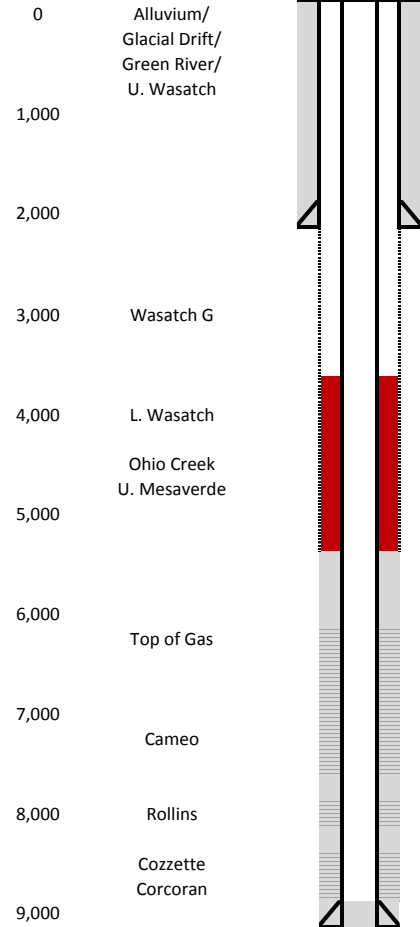 0
Alluvium/
Glacial Drift/
Green River/
U. Wasatch
1,000
2,000
3,000
Wasatch G
4,000
L. Wasatch
Ohio Creek
U. Mesaverde
5,000
6,000
Top of Gas
7,000
Cameo
8,000
Rollins
Cozzette
Corcoran
9,000